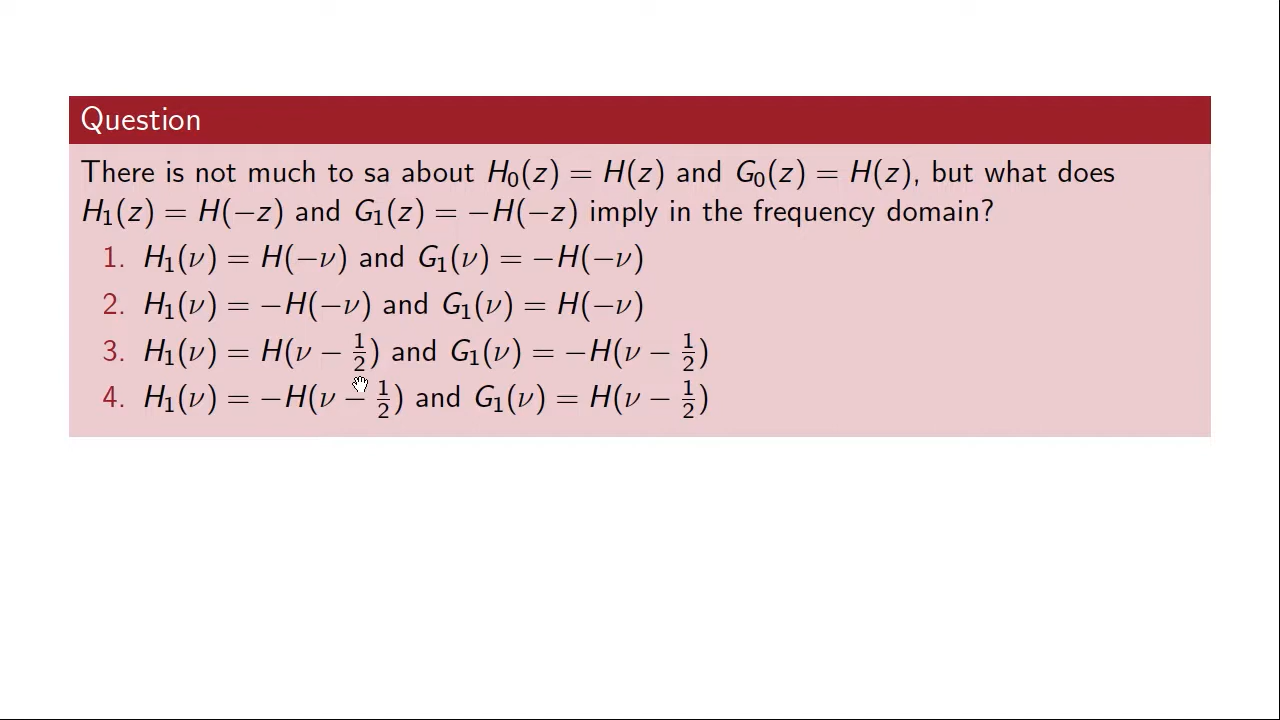 Question
There is not much to sa about H₀(z) = H(z) and G₀(z) = H(z), but what does
H₁(z) = H(−z) and G₁(z) = −H(−z) imply in the frequency domain?
1. H₁(ν) = H(−ν) and G₁(ν) = −H(−ν)
2. H₁(ν) = −H(−ν) and G₁(ν) = H(−ν)
3. H₁(ν) = H(ν − 1/2) and G₁(ν) = −H(ν − 1/2)
4. H₁(ν) = −H(ν − 1/2) and G₁(ν) = H(ν − 1/2)